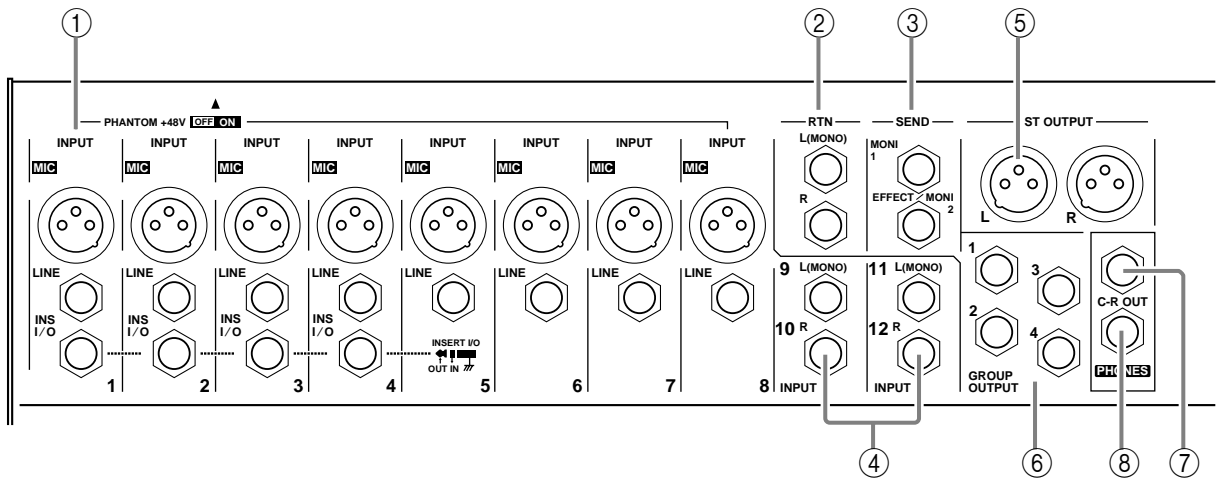 ① ② ③ ⑤
PHANTOM +48V OFF ON RTN SEND ST OUTPUT
INPUT INPUT INPUT INPUT INPUT INPUT INPUT INPUT
MIC MIC MIC MIC MIC MIC MIC MIC
L(MONO)
R
MONI 1
EFFECT/MONI 2
L R
LINE LINE LINE LINE LINE LINE LINE LINE
INS I/O INS I/O INS I/O INS I/O
INSERT I/O
OUT IN
1 2 3 4 5 6 7 8
9 L(MONO)
10 R
INPUT
11 L(MONO)
12 R
INPUT
1 3
2 4
GROUP
OUTPUT
C-R OUT
PHONES
④ ⑥ ⑧ ⑦